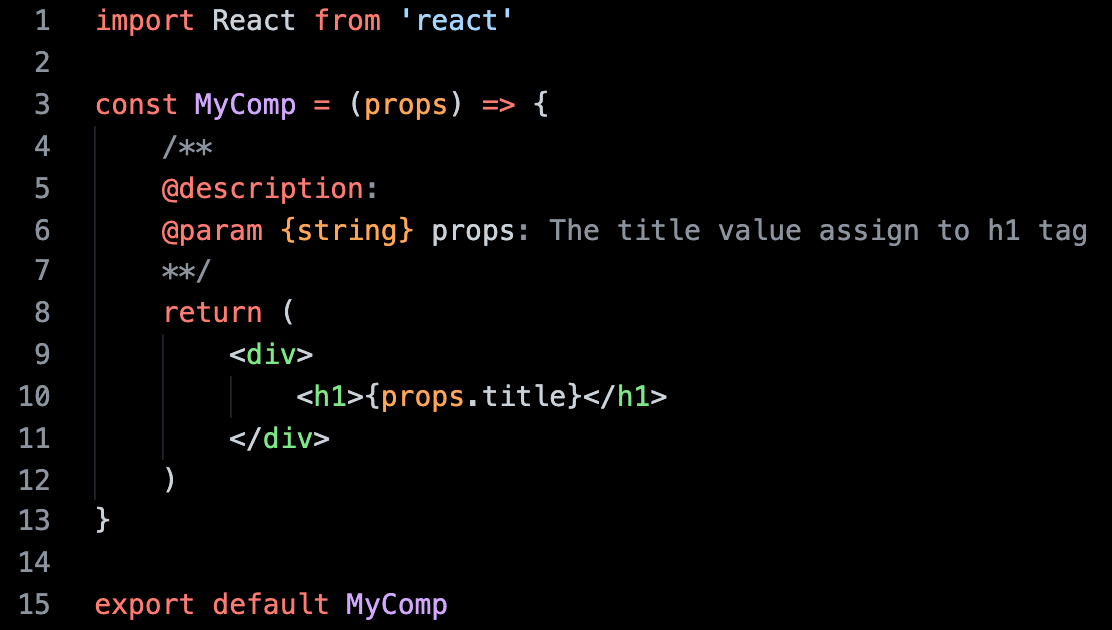 1 import React from 'react'
2
3 const MyComp = (props) => {
4 /**
5 @description:
6 @param {string} props: The title value assign to h1 tag
7 **/
8 return (
9 <div>
10 <h1>{props.title}</h1>
11 </div>
12 )
13 }
14
15 export default MyComp